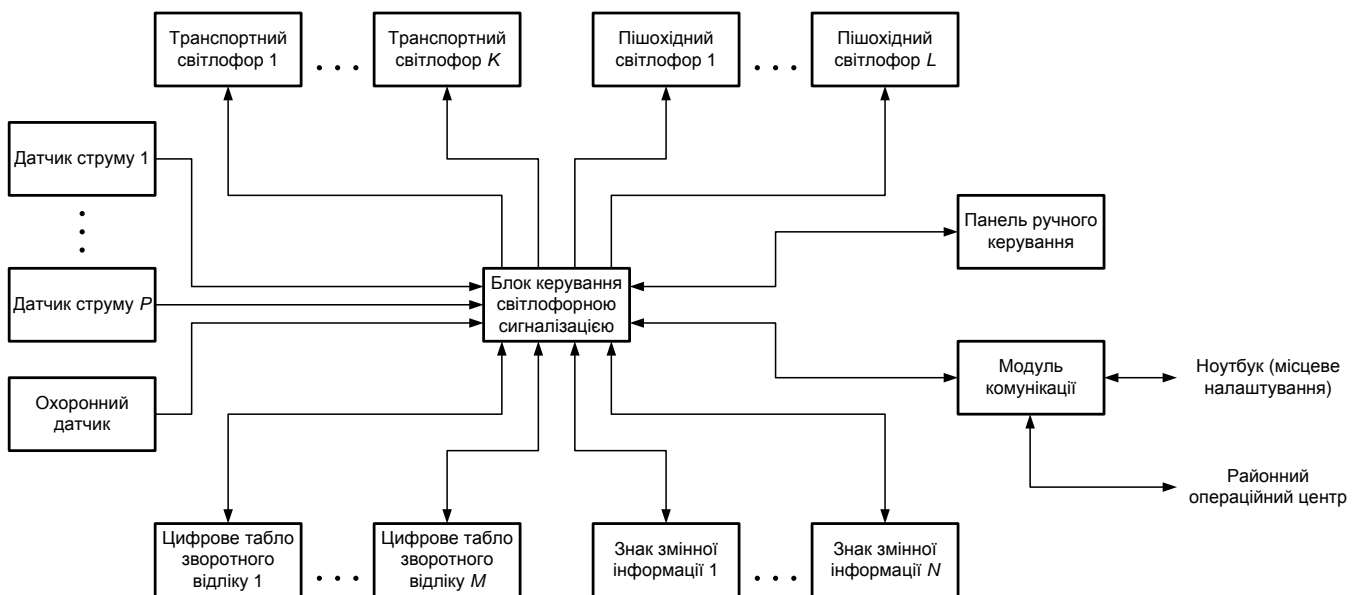 Транспортний
світлофор 1
Транспортний
світлофор K
Пішохідний
світлофор 1
Пішохідний
світлофор L
Датчик струму 1
Датчик струму P
Охоронний
датчик
Блок керування
світлофорною
сигналізацією
Панель ручного
керування
Модуль
комунікації
Ноутбук (місцеве
налаштування)
Районний
операційний центр
Цифрове табло
зворотного
відліку 1
Цифрове табло
зворотного
відліку M
Знак змінної
інформації 1
Знак змінної
інформації N